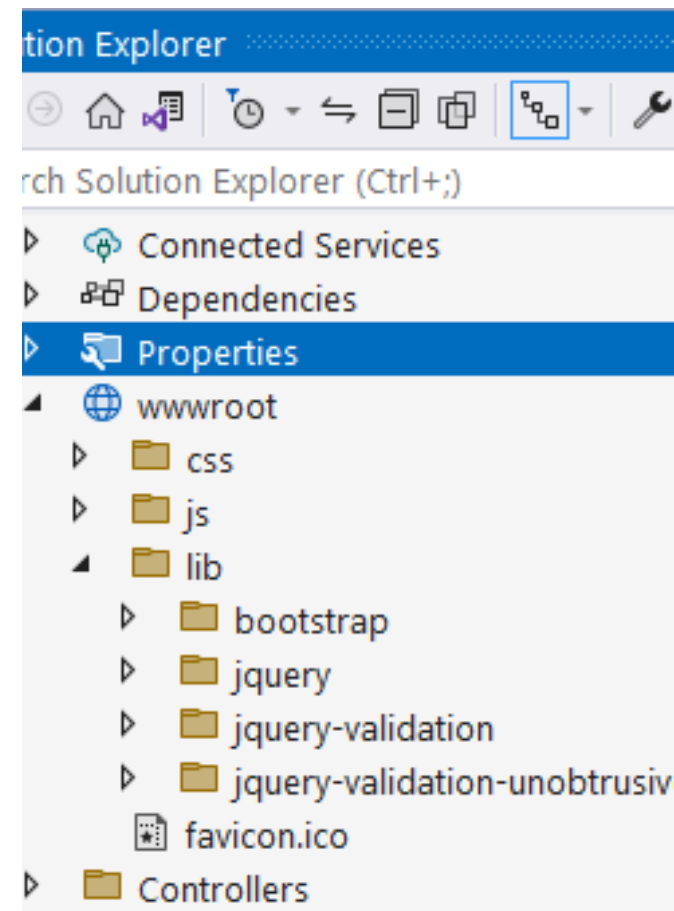 tion Explorer
rch Solution Explorer (Ctrl+;)
Connected Services
Dependencies
Properties
wwwroot
css
js
lib
bootstrap
jquery
jquery-validation
jquery-validation-unobtrusiv
favicon.ico
Controllers